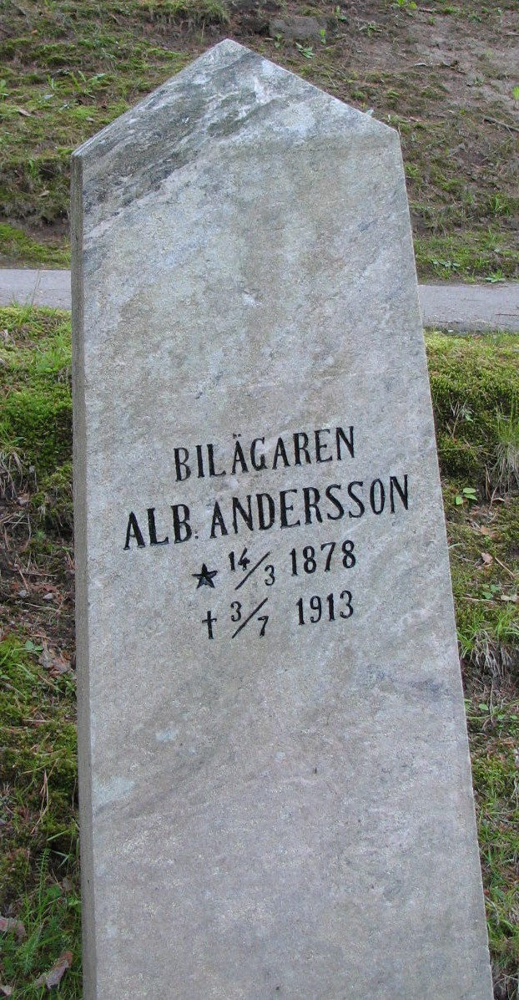 BILÄGAREN
ALB. ANDERSSON
★ 14/3 1878
† 3/7 1913